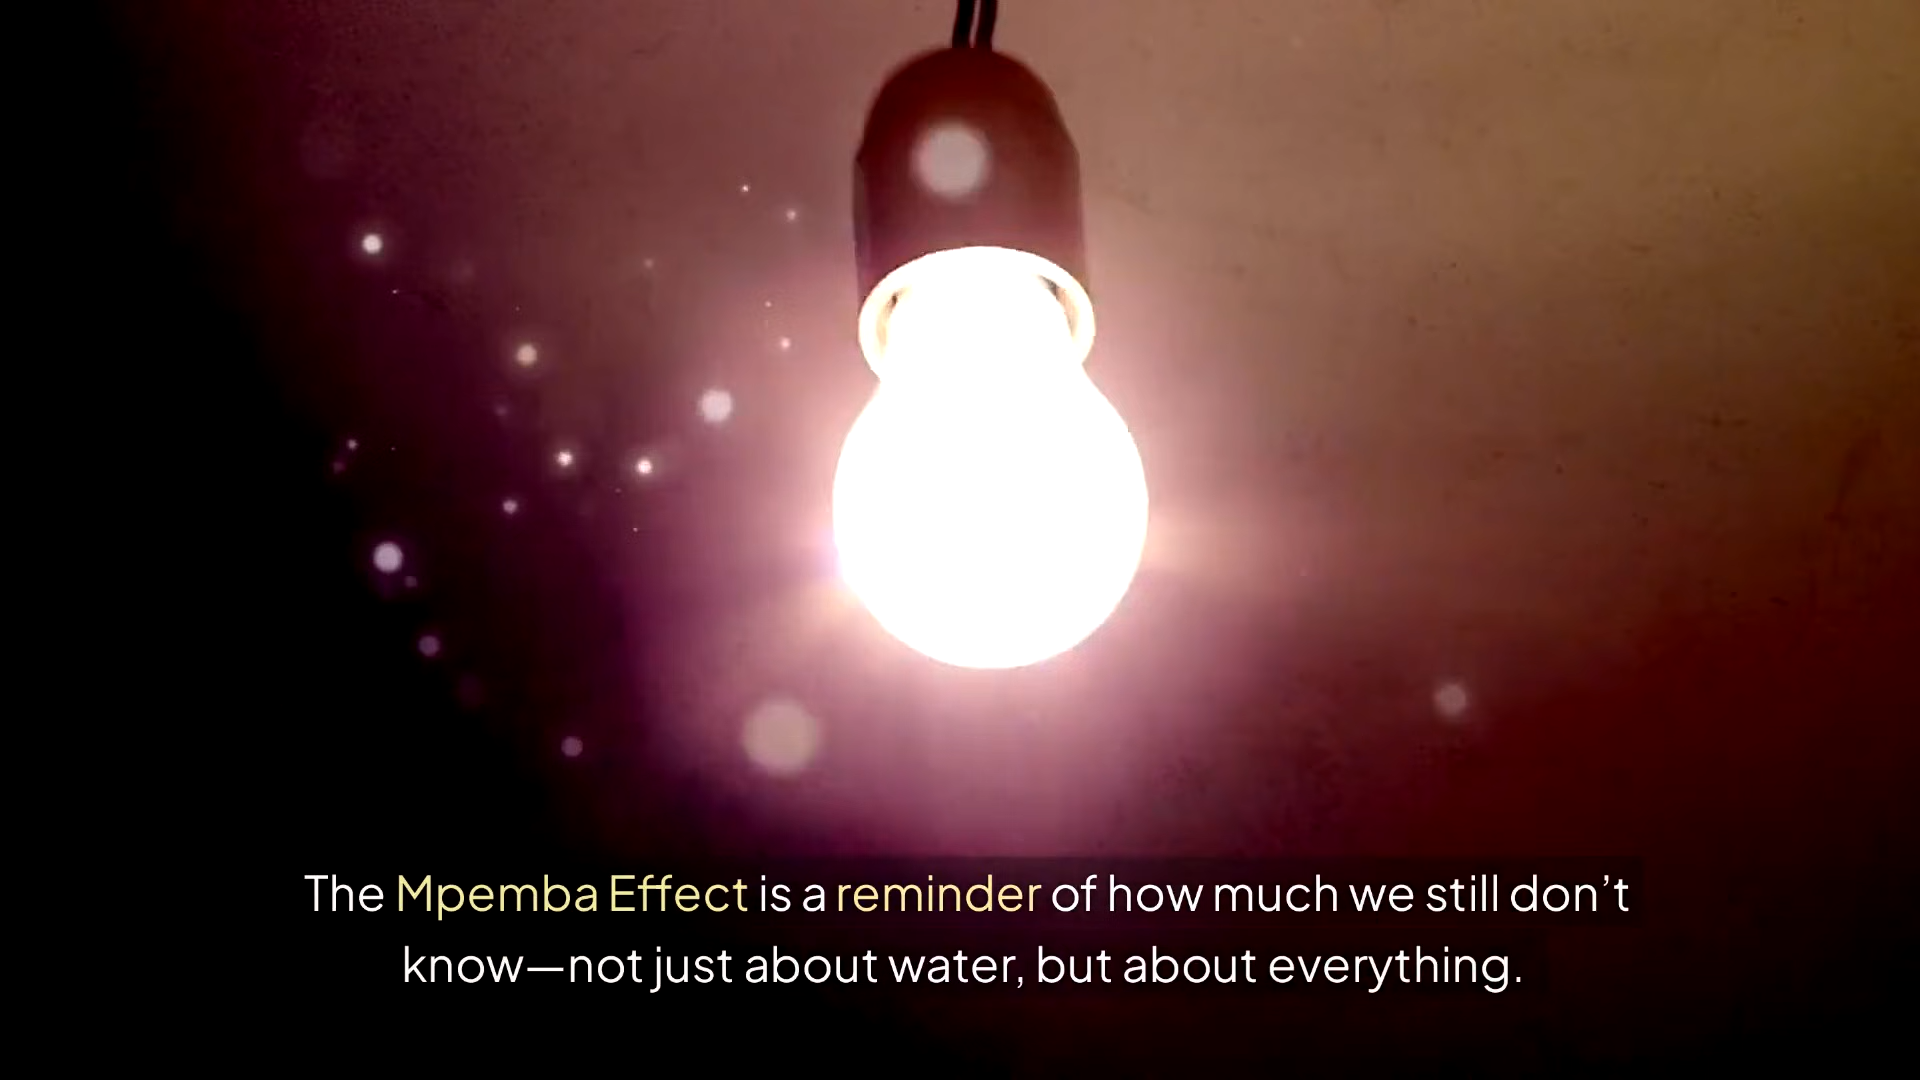 The Mpemba Effect is a reminder of how much we still don’t
know—not just about water, but about everything.